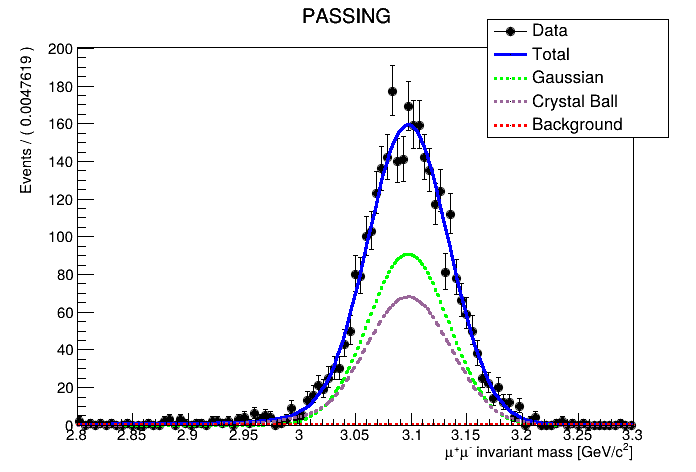 PASSING
Data
Total
Gaussian
Crystal Ball
Background
Events / ( 0.0047619 )
200
180
160
140
120
100
80
60
40
20
0
2.8 2.85 2.9 2.95 3 3.05 3.1 3.15 3.2 3.25 3.3
μ⁺μ⁻ invariant mass [GeV/c²]